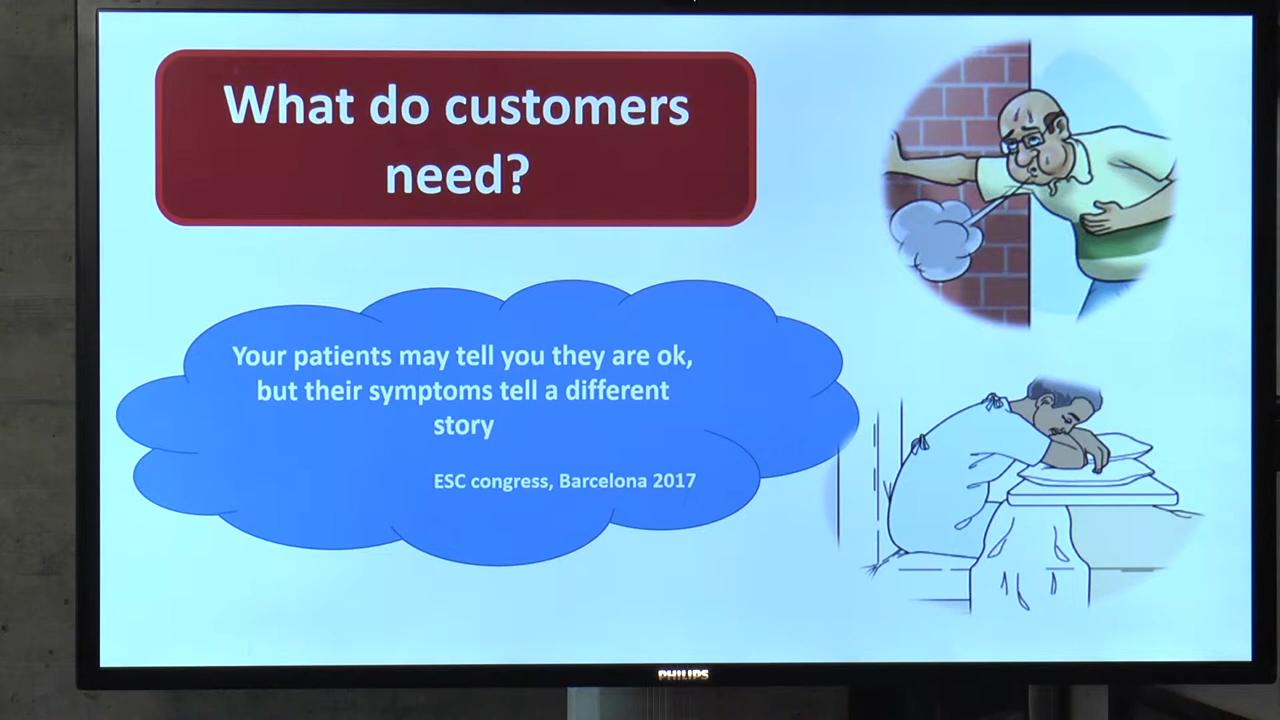 What do customers
need?
Your patients may tell you they are ok,
but their symptoms tell a different
story
ESC congress, Barcelona 2017
PHILIPS